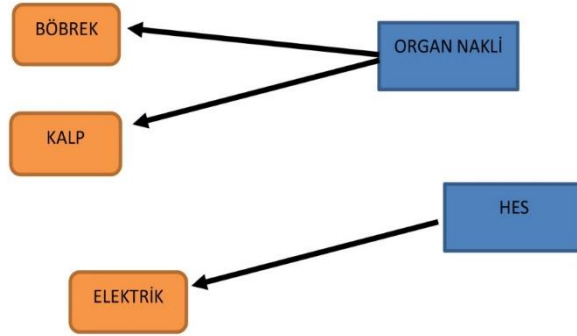 BÖBREK
ORGAN NAKLİ
KALP
HES
ELEKTRİK